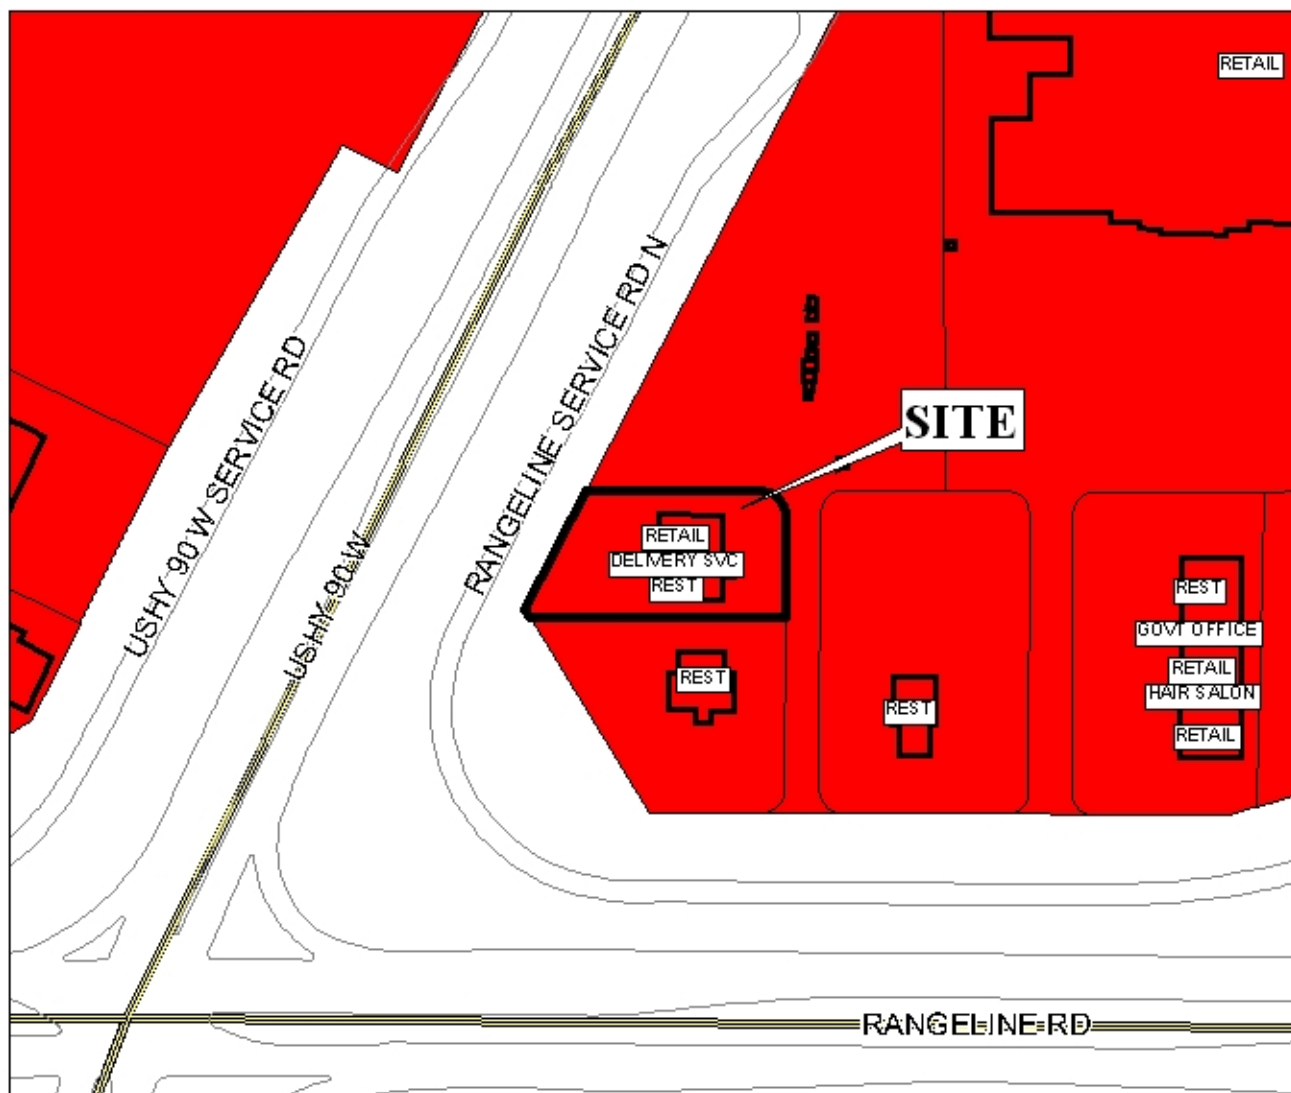 RETAIL
USHY 90 W SERVICE RD
USHY 90 W
RANGELINE SERVICE RD N
SITE
RETAIL
DELIVERY SVC
REST
REST
REST
REST
GOVT OFFICE
RETAIL
HAIR SALON
RETAIL
RANGELINE RD